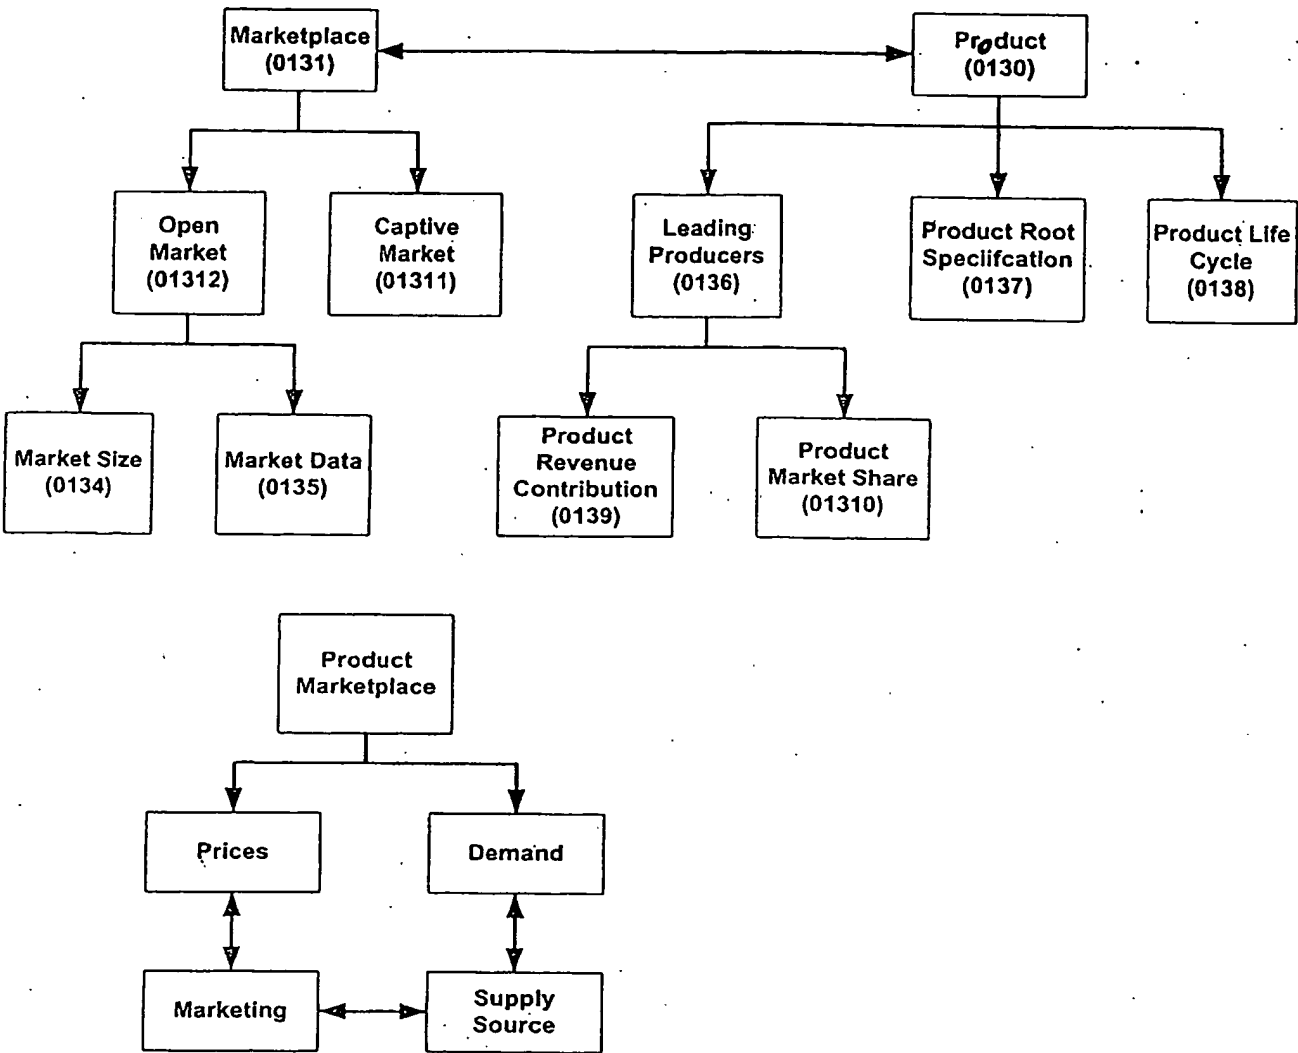 Marketplace
(0131)
Product
(0130)
Open
Market
(01312)
Captive
Market
(01311)
Leading
Producers
(0136)
Product Root
Speciifcation
(0137)
Product Life
Cycle
(0138)
Market Size
(0134)
Market Data
(0135)
Product
Revenue
Contribution
(0139)
Product
Market Share
(01310)
Product
Marketplace
Prices
Demand
Marketing
Supply
Source